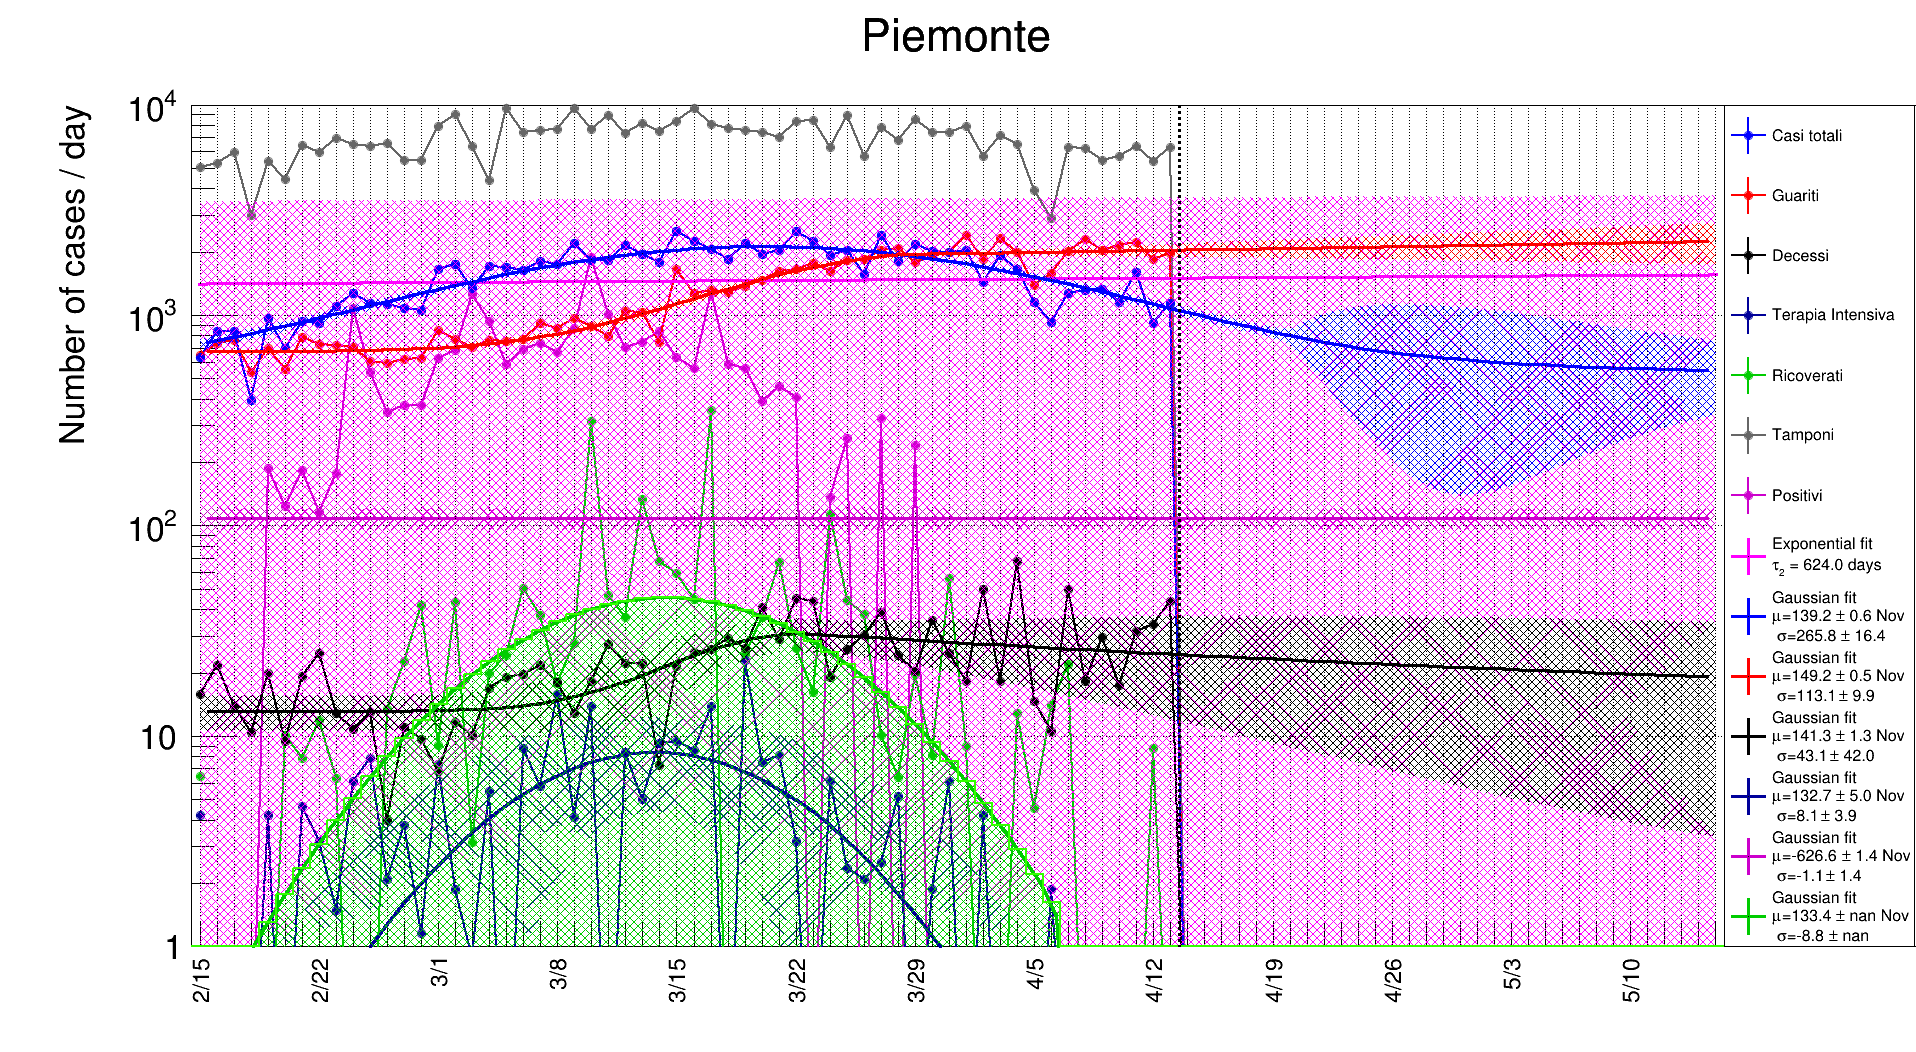 Piemonte
Number of cases / day
10^4
10^3
10^2
10
1
2/15
2/22
3/1
3/8
3/15
3/22
3/29
4/5
4/12
4/19
4/26
5/3
5/10
Casi totali
Guariti
Decessi
Terapia Intensiva
Ricoverati
Tamponi
Positivi
Exponential fit
τ₂ = 624.0 days
Gaussian fit
μ=139.2 ± 0.6 Nov
σ=265.8 ± 16.4
Gaussian fit
μ=149.2 ± 0.5 Nov
σ=113.1 ± 9.9
Gaussian fit
μ=141.3 ± 1.3 Nov
σ=43.1 ± 42.0
Gaussian fit
μ=132.7 ± 5.0 Nov
σ=8.1 ± 3.9
Gaussian fit
μ=-626.6 ± 1.4 Nov
σ=-1.1 ± 1.4
Gaussian fit
μ=133.4 ± nan Nov
σ=-8.8 ± nan